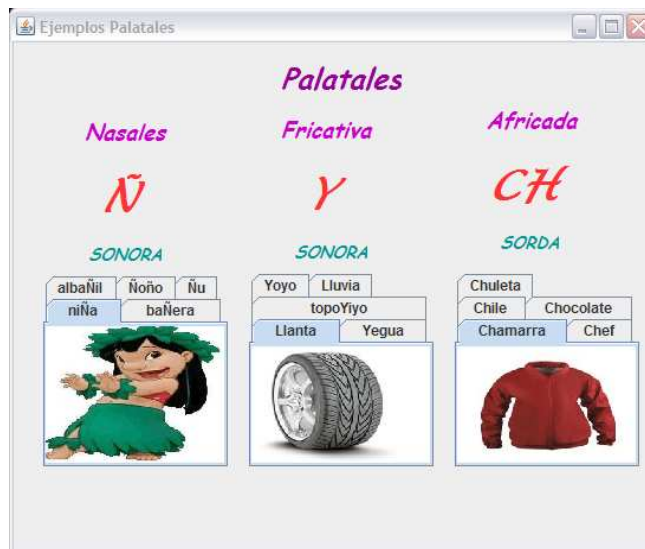 Ejemplos Palatales
Palatales
Nasales
Ñ
SONORA
albaÑil Ñoño Ñu
niÑa baÑera
Fricativa
Y
SONORA
Yoyo Lluvia
topoYiyo
Llanta Yegua
Africada
CH
SORDA
Chuleta
Chile Chocolate
Chamarra Chef